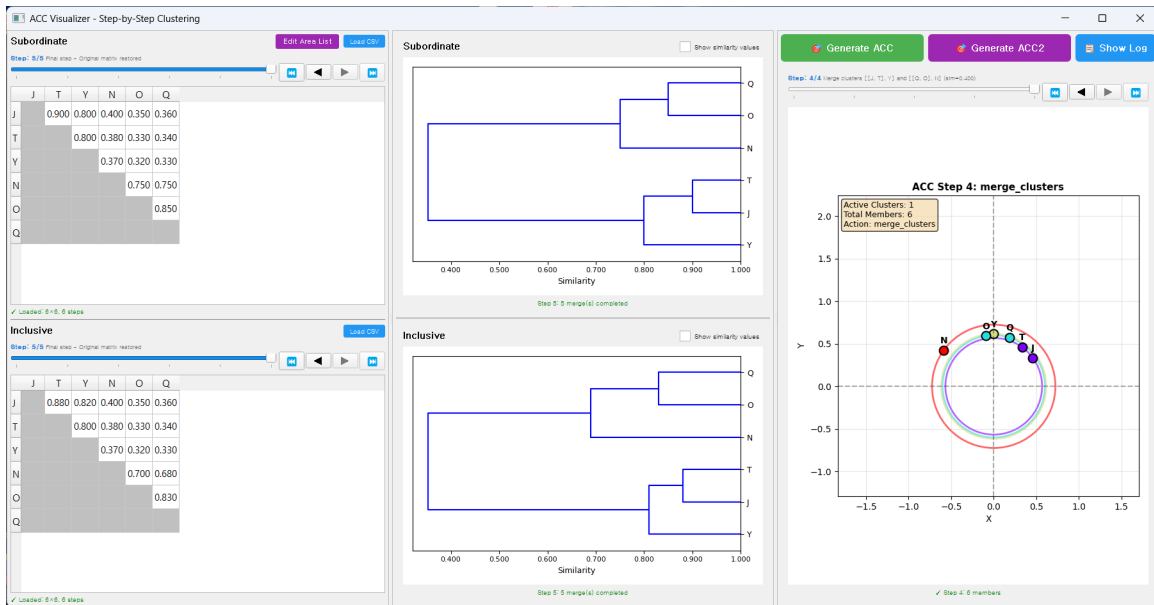 ACC Visualizer - Step-by-Step Clustering
Subordinate
Edit Area List
Load CSV
Step: 5/5 Final step - Original matrix restored
J T Y N O Q
J 0.900 0.800 0.400 0.350 0.360
T 0.800 0.380 0.330 0.340
Y 0.370 0.320 0.330
N 0.750 0.750
O 0.850
Q
✓ Loaded: 6×6, 6 steps
Inclusive
Load CSV
Step: 5/5 Final step - Original matrix restored
J T Y N O Q
J 0.880 0.820 0.400 0.350 0.360
T 0.800 0.380 0.330 0.340
Y 0.370 0.320 0.330
N 0.700 0.680
O 0.830
Q
✓ Loaded: 6×6, 6 steps
Subordinate
Show similarity values
Q
O
N
T
J
Y
0.400 0.500 0.600 0.700 0.800 0.900 1.000
Similarity
Step 5: 5 merge(s) completed
Inclusive
Show similarity values
Q
O
N
T
J
Y
0.400 0.500 0.600 0.700 0.800 0.900 1.000
Similarity
Step 5: 5 merge(s) completed
Generate ACC
Generate ACC2
Show Log
Step: 4/4 Merge clusters [[J, T], Y] and [[Q, O], N] (sim=0.400)
ACC Step 4: merge_clusters
Active Clusters: 1
Total Members: 6
Action: merge_clusters
2.0
1.5
1.0
0.5
0.0
−0.5
−1.0
Y
N
O
Y
Q
T
J
−1.5 −1.0 −0.5 0.0 0.5 1.0 1.5
X
✓ Step 4: 6 members